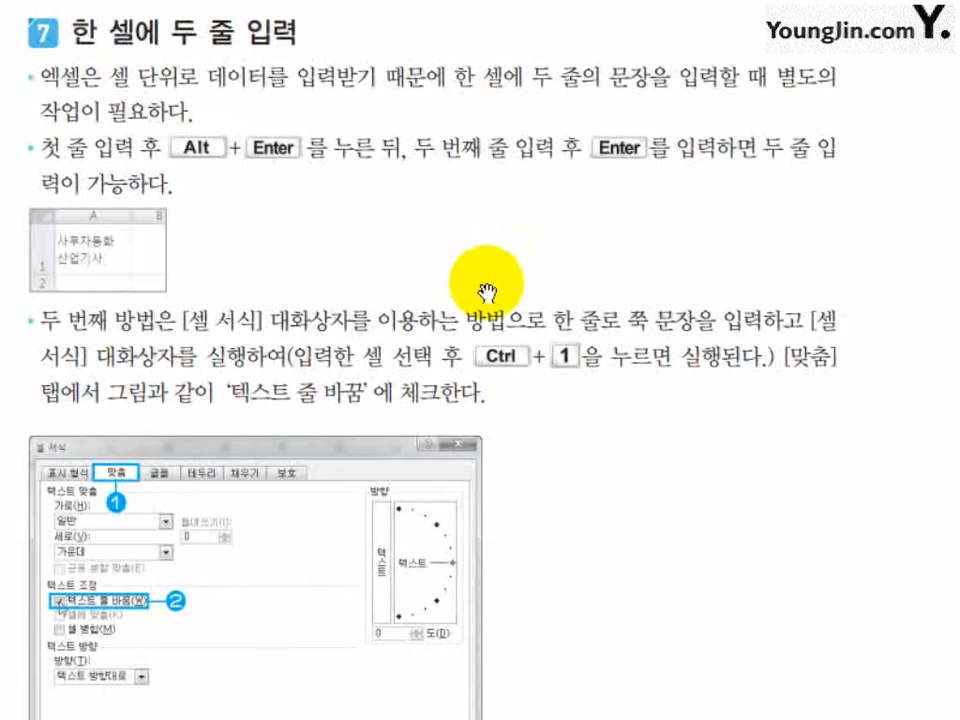 7 한 셀에 두 줄 입력
YoungJin.com Y.
• 엑셀은 셀 단위로 데이터를 입력받기 때문에 한 셀에 두 줄의 문장을 입력할 때 별도의
작업이 필요하다.
• 첫 줄 입력 후 Alt + Enter 를 누른 뒤, 두 번째 줄 입력 후 Enter 를 입력하면 두 줄 입
력이 가능하다.
A B
사무자동화
1 산업기사
2
• 두 번째 방법은 [셀 서식] 대화상자를 이용하는 방법으로 한 줄로 쭉 문장을 입력하고 [셀
서식] 대화상자를 실행하여(입력한 셀 선택 후 Ctrl + 1 을 누르면 실행된다.) [맞춤]
탭에서 그림과 같이 ‘텍스트 줄 바꿈’에 체크한다.
셀 서식
표시 형식 맞춤 글꼴 테두리 채우기 보호
1
텍스트 맞춤
가로(H):
일반
들여쓰기(I):
세로(V):
0
가운데
균등 분할 맞춤(E)
방향
텍스트
텍스트
0 도(D)
텍스트 조정
텍스트 줄 바꿈(W) 2
셀에 맞춤(K)
셀 병합(M)
텍스트 방향
방향(T):
텍스트 방향대로